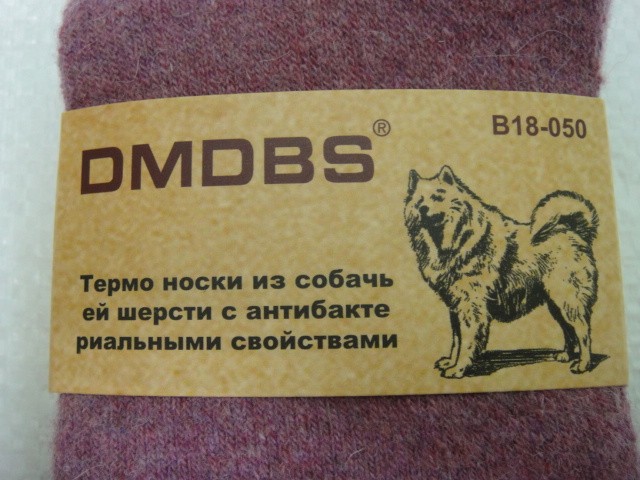 DMDBS®
B18-050
Термо носки из собачь
ей шерсти с антибакте
риальными свойствами